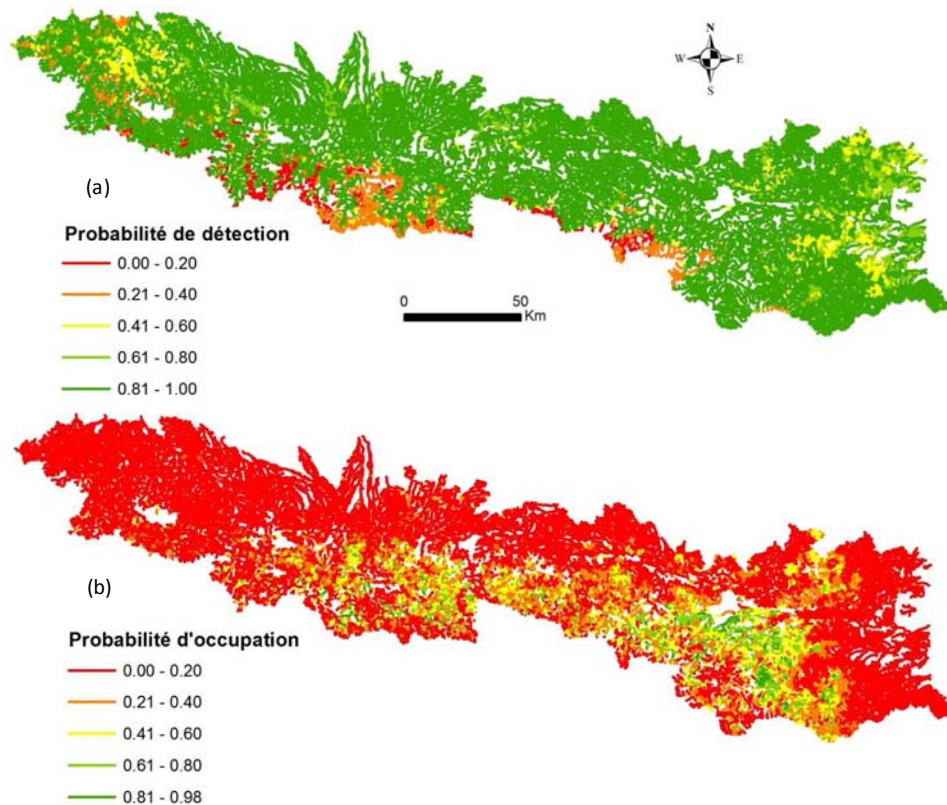 N
W E
S
(a)
Probabilité de détection
0.00 - 0.20
0.21 - 0.40
0.41 - 0.60
0.61 - 0.80
0.81 - 1.00
0 50
Km
(b)
Probabilité d'occupation
0.00 - 0.20
0.21 - 0.40
0.41 - 0.60
0.61 - 0.80
0.81 - 0.98